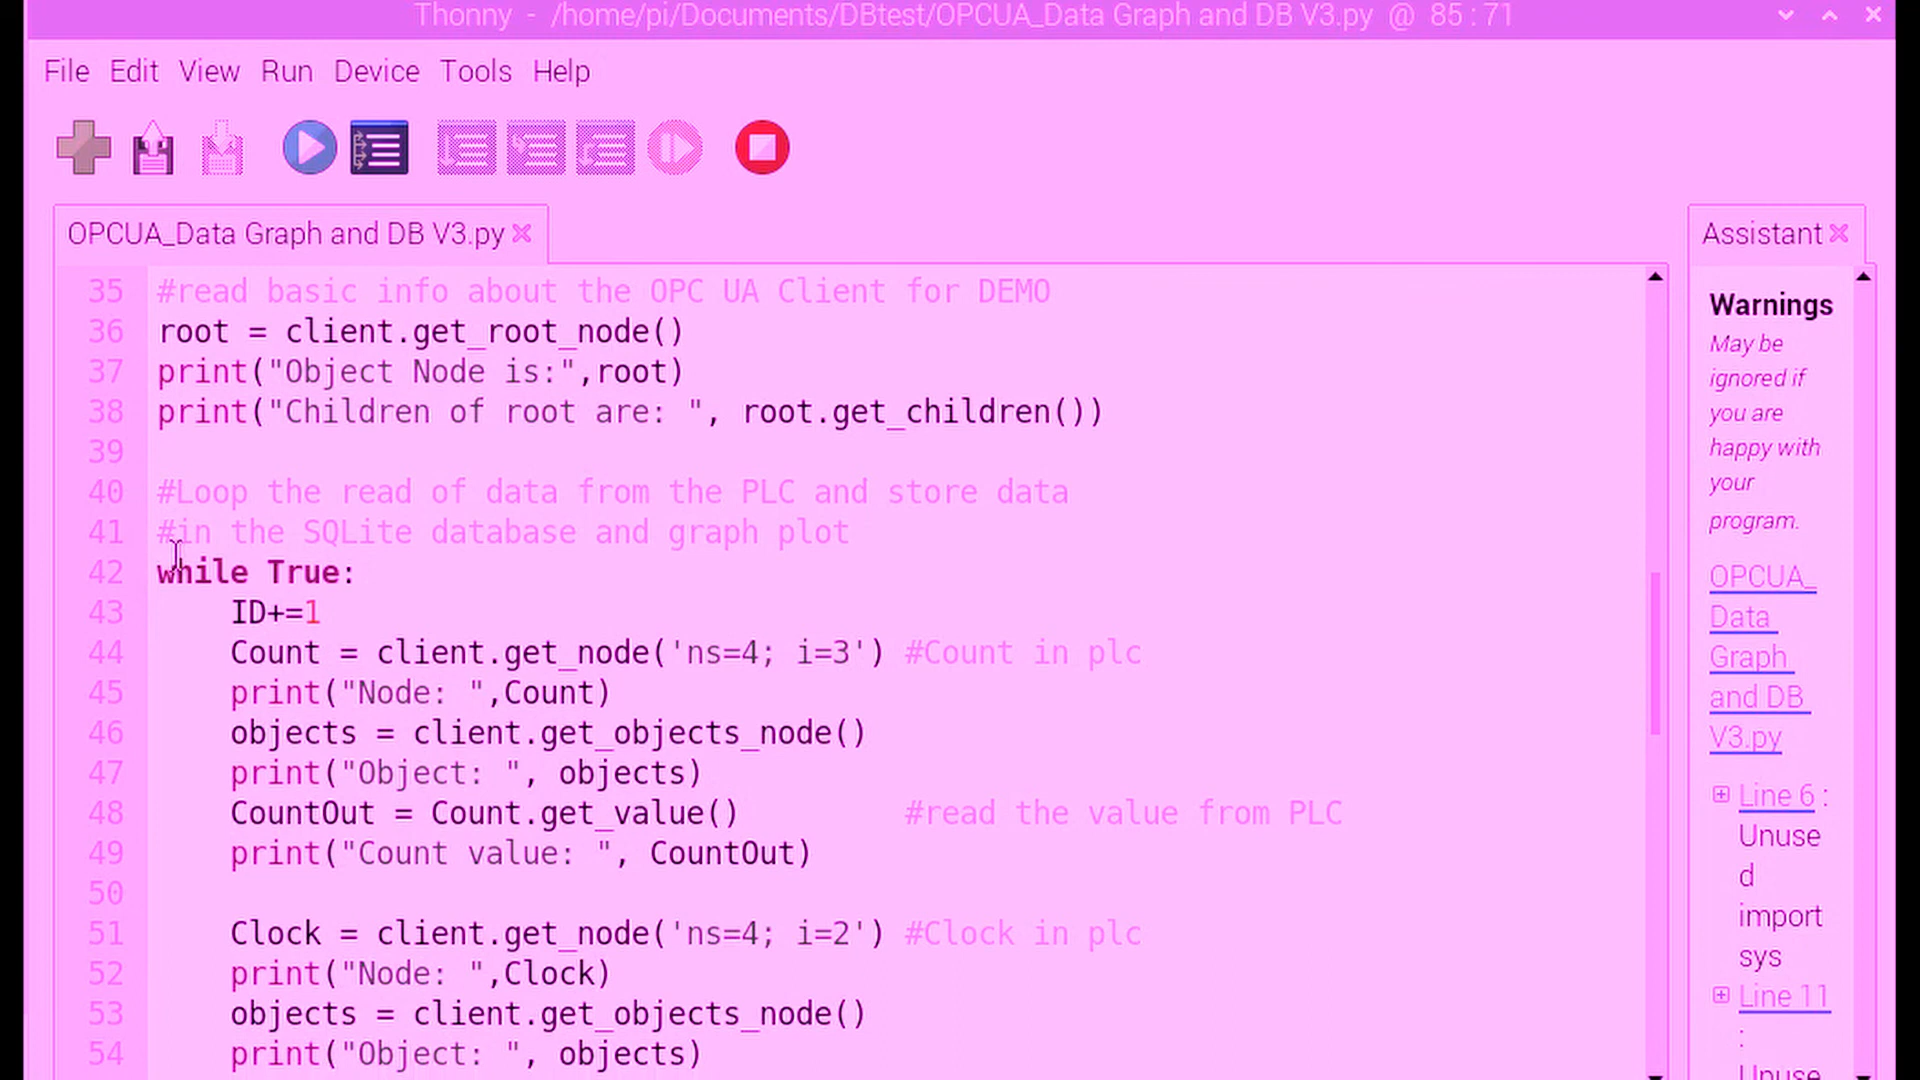 Thonny - /home/pi/Documents/DBtest/OPCUA_Data Graph and DB V3.py @ 85:71
File Edit View Run Device Tools Help
OPCUA_Data Graph and DB V3.py
Assistant
35 #read basic info about the OPC UA Client for DEMO
36 root = client.get_root_node()
37 print("Object Node is:",root)
38 print("Children of root are: ", root.get_children())
39
40 #Loop the read of data from the PLC and store data
41 #in the SQLite database and graph plot
42 while True:
43     ID+=1
44     Count = client.get_node('ns=4; i=3') #Count in plc
45     print("Node: ",Count)
46     objects = client.get_objects_node()
47     print("Object: ", objects)
48     CountOut = Count.get_value()         #read the value from PLC
49     print("Count value: ", CountOut)
50
51     Clock = client.get_node('ns=4; i=2') #Clock in plc
52     print("Node: ",Clock)
53     objects = client.get_objects_node()
54     print("Object: ", objects)
Warnings
May be
ignored if
you are
happy with
your
program.
OPCUA_
Data
Graph
and DB
V3.py
Line 6 :
Unuse
d
import
sys
Line 11
:
Unuse